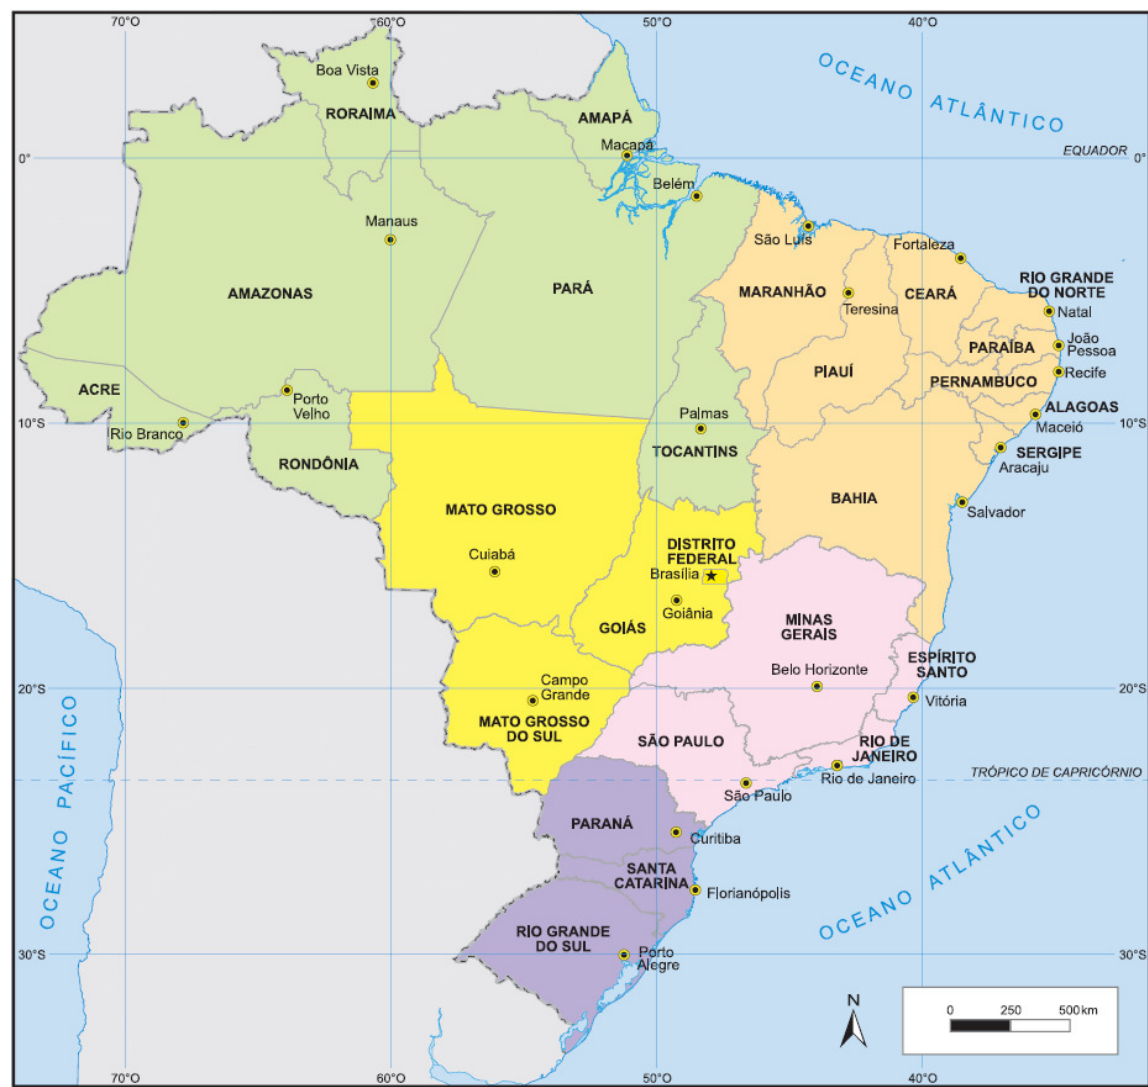 70°O
60°O
50°O
40°O
OCEANO ATLÂNTICO
Boa Vista
RORAIMA
AMAPÁ
Macapá
EQUADOR
0°
0°
Belém
Manaus
São Luís
Fortaleza
AMAZONAS
PARÁ
MARANHÃO
CEARÁ
RIO GRANDE
DO NORTE
Teresina
Natal
PARAÍBA
João
Pessoa
PIAUÍ
PERNAMBUCO
Recife
ACRE
Porto
Velho
Palmas
ALAGOAS
Maceió
10°S
10°S
Rio Branco
TOCANTINS
SERGIPE
RONDÔNIA
Aracaju
BAHIA
MATO GROSSO
Salvador
Cuiabá
DISTRITO
FEDERAL
Brasília
Goiânia
GOIÁS
MINAS
GERAIS
ESPÍRITO
SANTO
Belo Horizonte
Campo
Grande
20°S
20°S
Vitória
MATO GROSSO
DO SUL
SÃO PAULO
RIO DE
JANEIRO
OCEANO PACÍFICO
Rio de Janeiro
TRÓPICO DE CAPRICÓRNIO
São Paulo
PARANÁ
Curitiba
OCEANO ATLÂNTICO
SANTA
CATARINA
Florianópolis
RIO GRANDE
DO SUL
Porto
Alegre
30°S
30°S
N
0 250 500 km
70°O
60°O
50°O
40°O